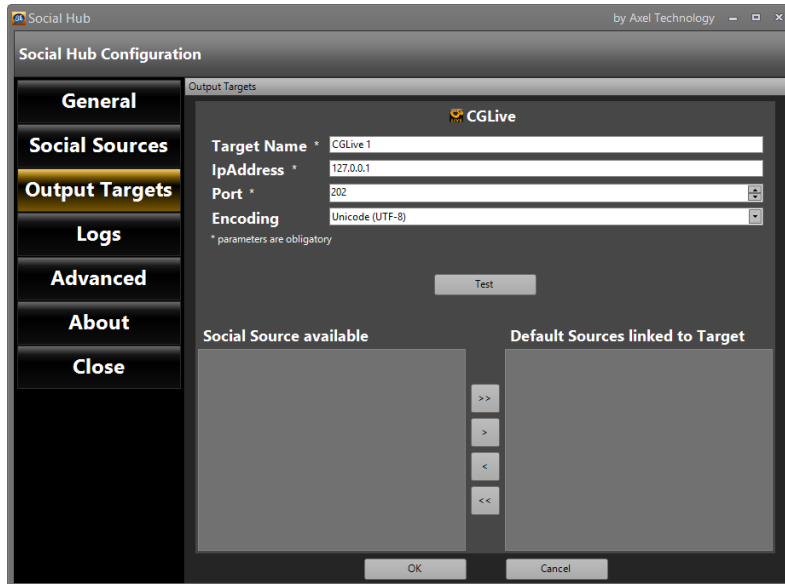 Social Hub
by Axel Technology
Social Hub Configuration
General
Social Sources
Output Targets
Logs
Advanced
About
Close
Output Targets
CGLive
Target Name *
CGLive 1
IpAddress *
127.0.0.1
Port *
202
Encoding
Unicode (UTF-8)
* parameters are obligatory
Test
Social Source available
Default Sources linked to Target
>>
>
<
<<
OK
Cancel